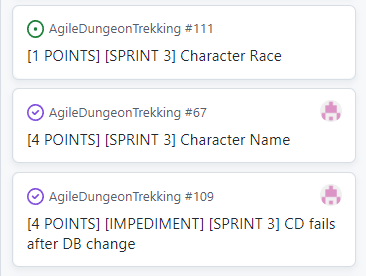 AgileDungeonTrekking #111
[1 POINTS] [SPRINT 3] Character Race
AgileDungeonTrekking #67
[4 POINTS] [SPRINT 3] Character Name
AgileDungeonTrekking #109
[4 POINTS] [IMPEDIMENT] [SPRINT 3] CD fails
after DB change